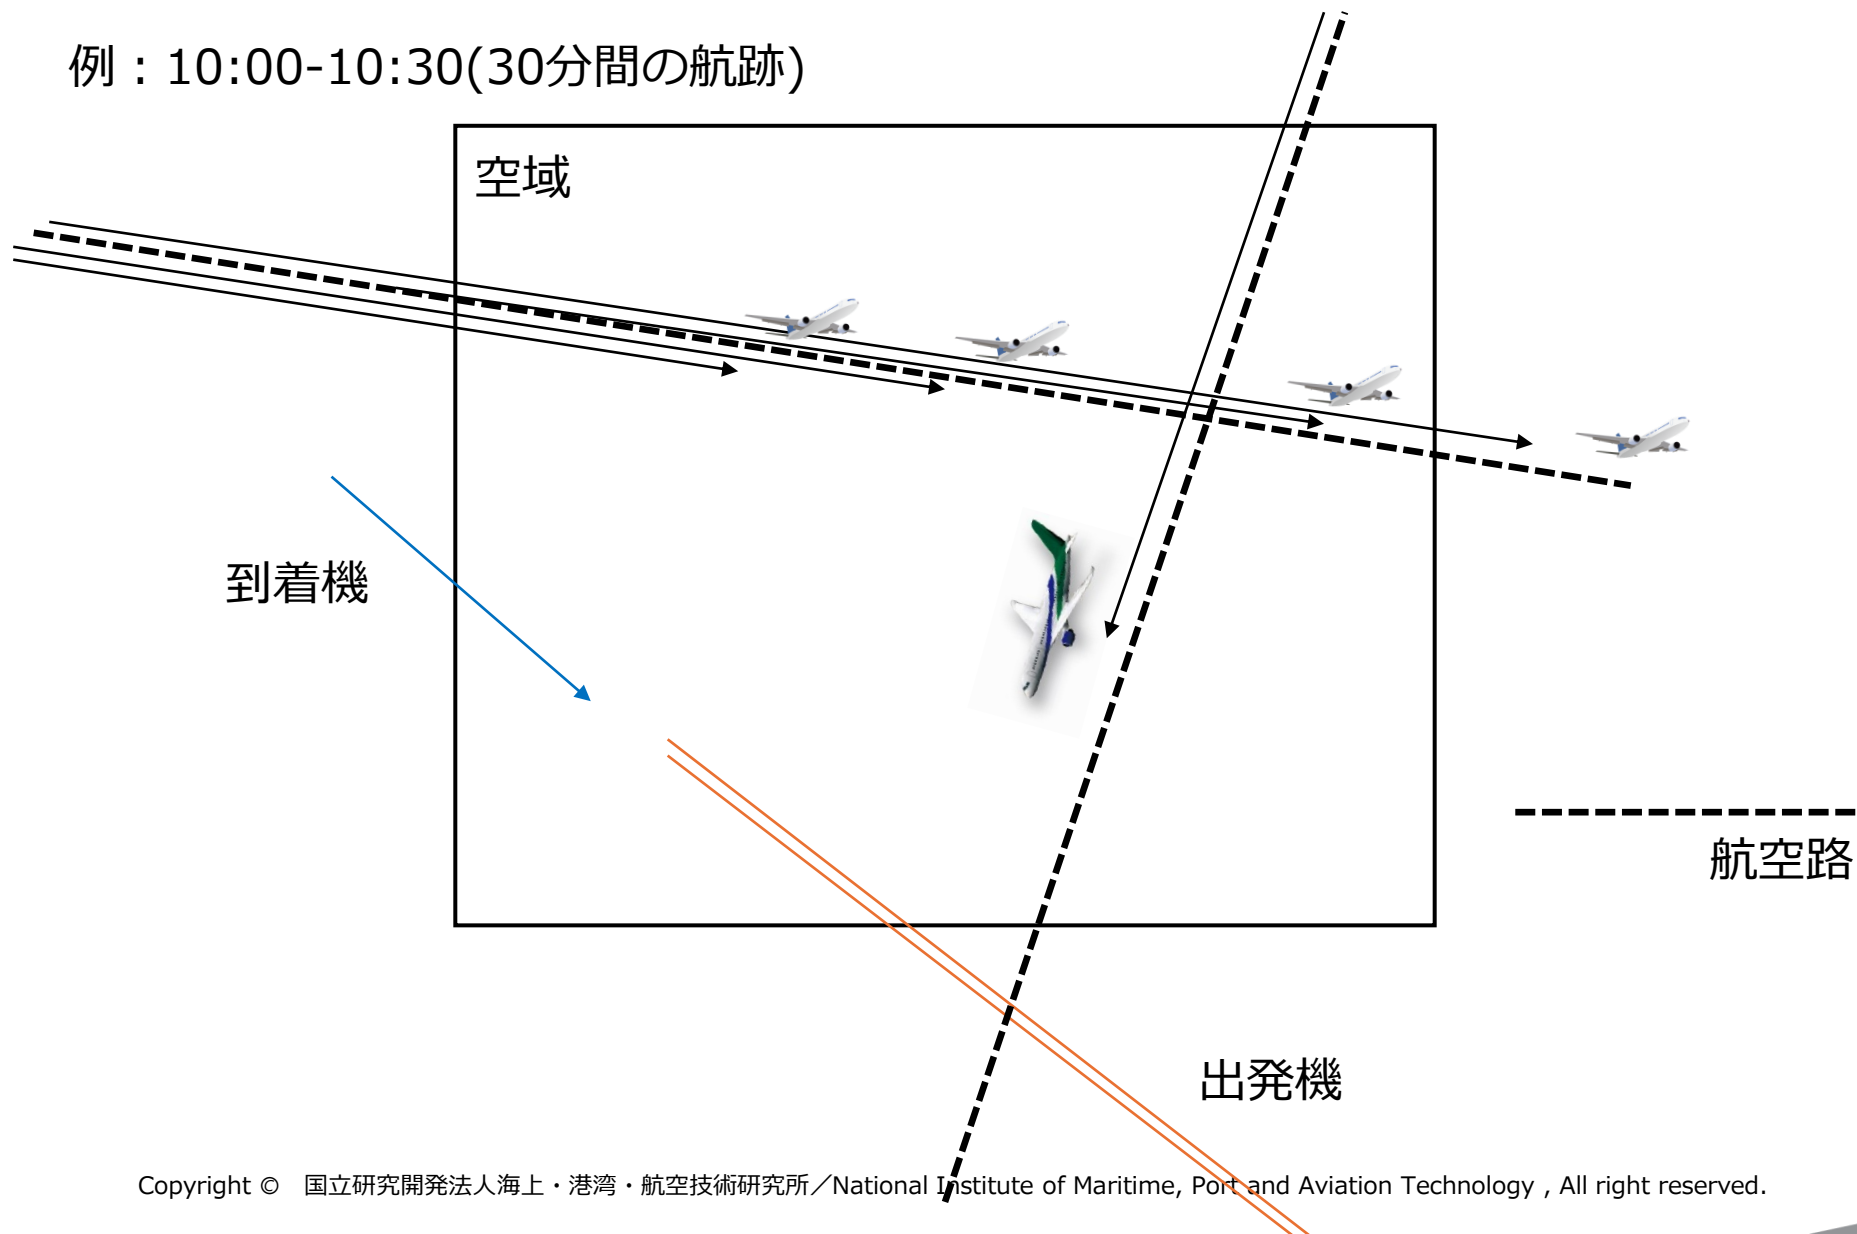 例：10:00-10:30(30分間の航跡)
空域
到着機
航空路
出発機
Copyright ©　国立研究開発法人海上・港湾・航空技術研究所／National Institute of Maritime, Port and Aviation Technology , All right reserved.